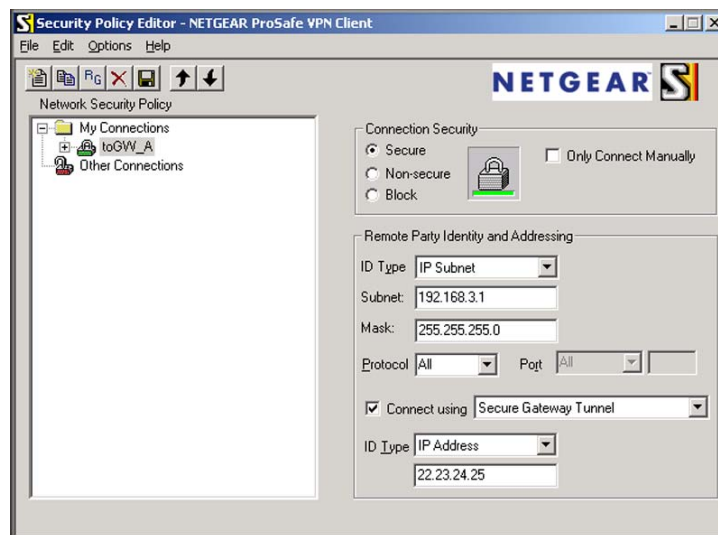 Security Policy Editor - NETGEAR ProSafe VPN Client
File Edit Options Help
RG
NETGEAR S
Network Security Policy
My Connections
toGW_A
Other Connections
Connection Security
Secure
Non-secure
Block
Only Connect Manually
Remote Party Identity and Addressing
ID Type IP Subnet
Subnet: 192.168.3.1
Mask: 255.255.255.0
Protocol All Port All
Connect using Secure Gateway Tunnel
ID Type IP Address
22.23.24.25